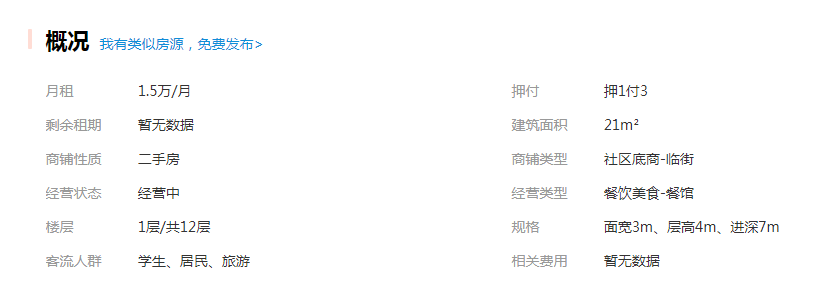 概况 我有类似房源，免费发布>
月租 1.5万/月 押付 押1付3
剩余租期 暂无数据 建筑面积 21m²
商铺性质 二手房 商铺类型 社区底商-临街
经营状态 经营中 经营类型 餐饮美食-餐馆
楼层 1层/共12层 规格 面宽3m、层高4m、进深7m
客流人群 学生、居民、旅游 相关费用 暂无数据